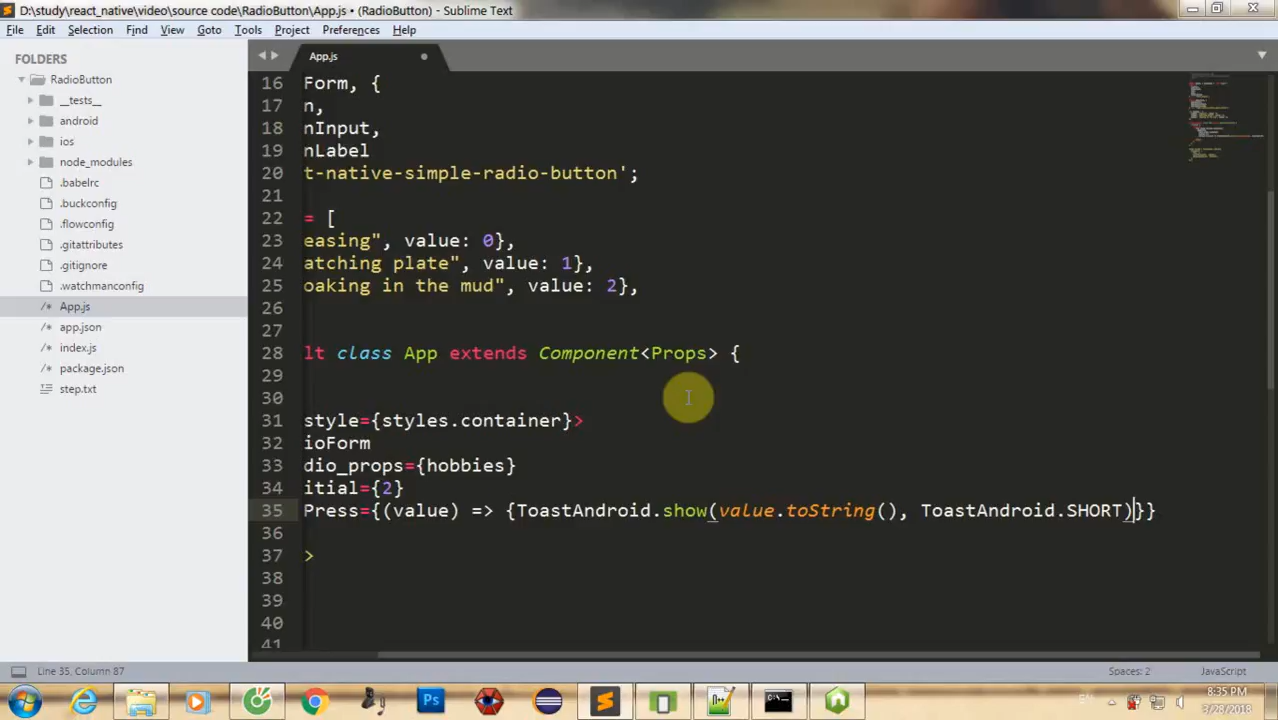 D:\study\react_native\video\source code\RadioButton\App.js • (RadioButton) - Sublime Text
File Edit Selection Find View Goto Tools Project Preferences Help
FOLDERS
RadioButton
__tests__
android
ios
node_modules
.babelrc
.buckconfig
.flowconfig
.gitattributes
.gitignore
.watchmanconfig
App.js
app.json
index.js
package.json
step.txt
App.js
16 Form, {
17 n,
18 nInput,
19 nLabel
20 t-native-simple-radio-button';
21
22 = [
23 easing", value: 0},
24 atching plate", value: 1},
25 oaking in the mud", value: 2},
26
27
28 lt class App extends Component<Props> {
29
30
31 style={styles.container}>
32 ioForm
33 dio_props={hobbies}
34 itial={2}
35 Press={(value) => {ToastAndroid.show(value.toString(), ToastAndroid.SHORT)}}
36
37 >
38
39
40
41
Line 35, Column 87
Spaces: 2
JavaScript
8:35 PM
3/28/2018